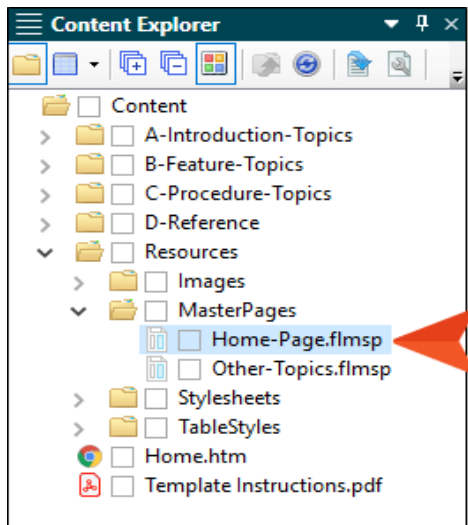 Content Explorer
Content
A-Introduction-Topics
B-Feature-Topics
C-Procedure-Topics
D-Reference
Resources
Images
MasterPages
Home-Page.flmsp
Other-Topics.flmsp
Stylesheets
TableStyles
Home.htm
Template Instructions.pdf